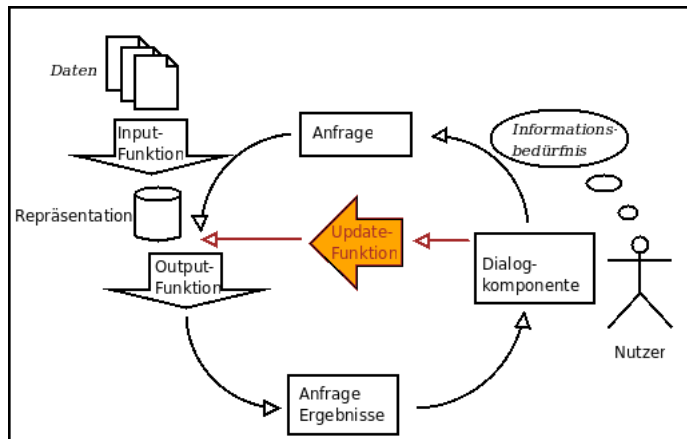 Daten
Input-
Funktion
Anfrage
Informations-
bedürfnis
Repräsentation
Update-
Funktion
Output-
Funktion
Dialog-
komponente
Nutzer
Anfrage
Ergebnisse